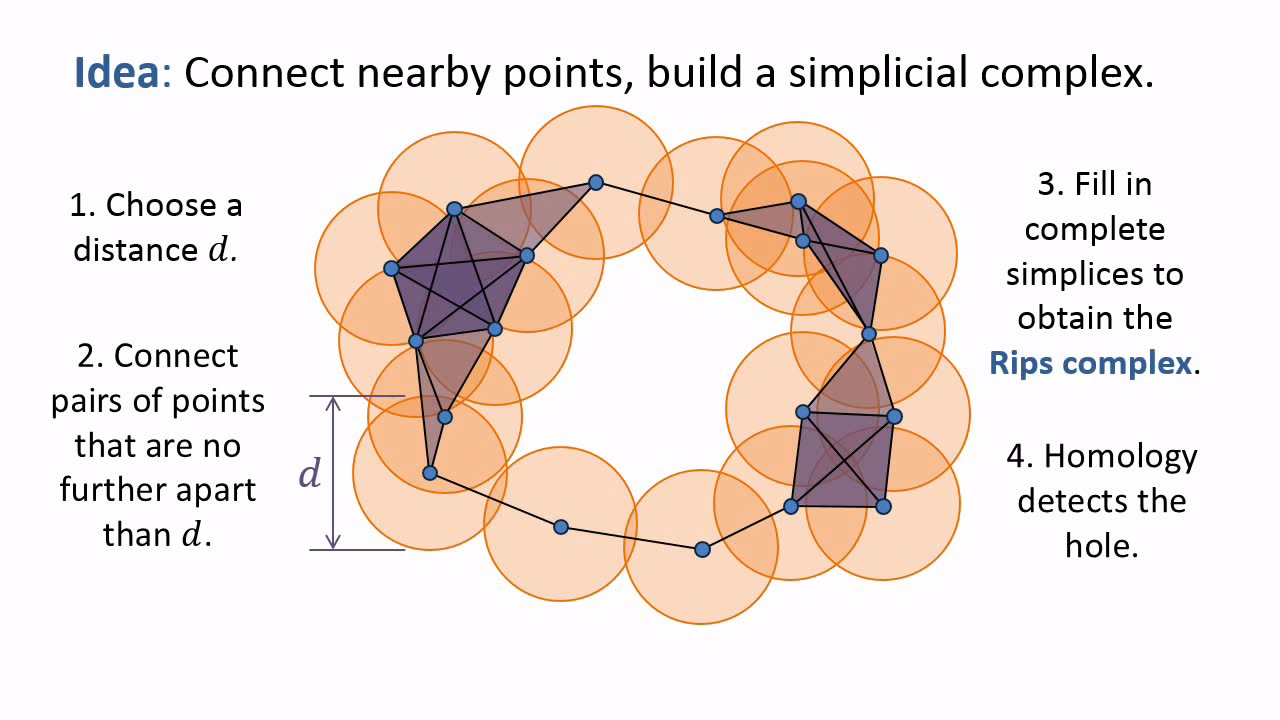 Idea: Connect nearby points, build a simplicial complex.
1. Choose a
distance d.
2. Connect
pairs of points
that are no
further apart
than d.
d
3. Fill in
complete
simplices to
obtain the
Rips complex.
4. Homology
detects the
hole.